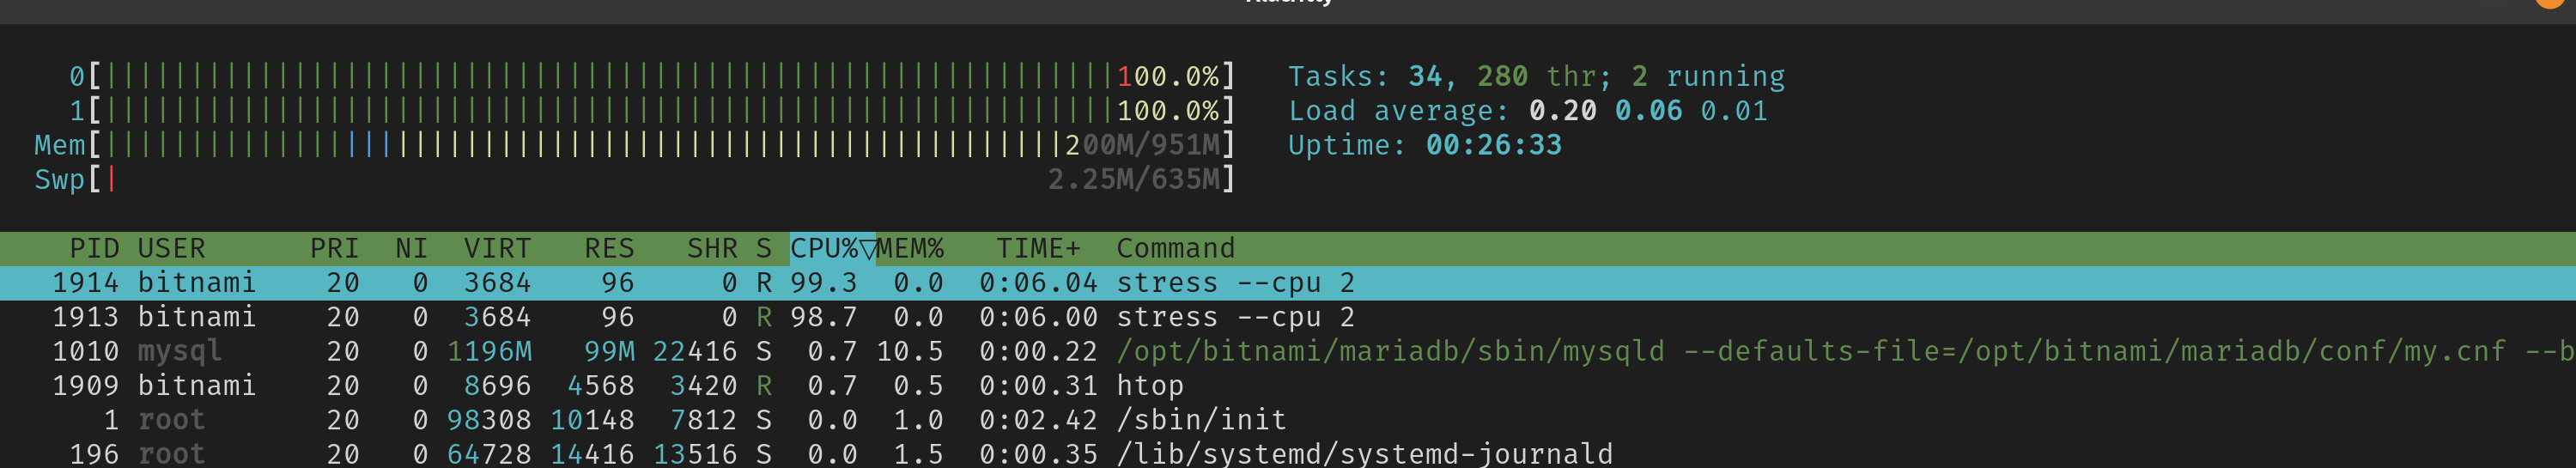 Alacritty
0[||||||||||||||||||||||||||||||||||||||||||||||||||||||||||||100.0%] Tasks: 34, 280 thr; 2 running
1[||||||||||||||||||||||||||||||||||||||||||||||||||||||||||||100.0%] Load average: 0.20 0.06 0.01
Mem[|||||||||||||||||||||||||||||||||||||||||||||||||||||||||200M/951M] Uptime: 00:26:33
Swp[| 2.25M/635M]
PID USER PRI NI VIRT RES SHR S CPU%▽MEM% TIME+ Command
1914 bitnami 20 0 3684 96 0 R 99.3 0.0 0:06.04 stress --cpu 2
1913 bitnami 20 0 3684 96 0 R 98.7 0.0 0:06.00 stress --cpu 2
1010 mysql 20 0 1196M 99M 22416 S 0.7 10.5 0:00.22 /opt/bitnami/mariadb/sbin/mysqld --defaults-file=/opt/bitnami/mariadb/conf/my.cnf --b
1909 bitnami 20 0 8696 4568 3420 R 0.7 0.5 0:00.31 htop
1 root 20 0 98308 10148 7812 S 0.0 1.0 0:02.42 /sbin/init
196 root 20 0 64728 14416 13516 S 0.0 1.5 0:00.35 /lib/systemd/systemd-journald